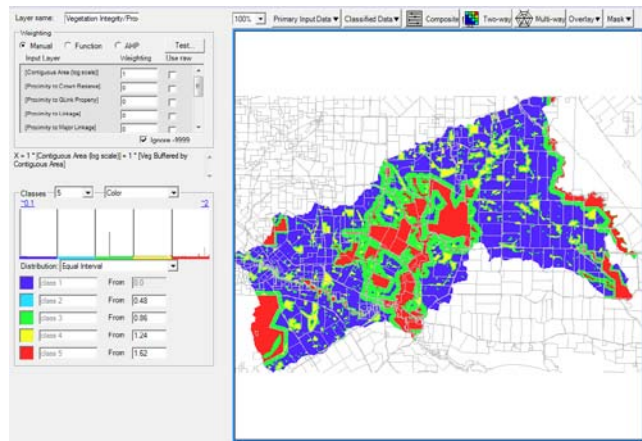 Layer name: Vegetation Integrity/Prox
Weighting
Manual Function AHP Test...
Input Layer Weighting Use raw
[Contiguous Area (log scale)] 1
[Proximity to Crown Reserve] 0
[Proximity to GLink Property] 0
[Proximity to Linkage] 0
[Proximity to Major Linkage] 0
Ignore -9999
X = 1 * [Contiguous Area (log scale)] + 1 * [Veg Buffered by
Contiguous Area]
Classes 5 Color
^0.1 ^2
Distribution: Equal Interval
class 1 From 0.0
class 2 From 0.48
class 3 From 0.86
class 4 From 1.24
class 5 From 1.62
100% Primary Input Data Classified Data Composite Two-way Multi-way Overlay Mask